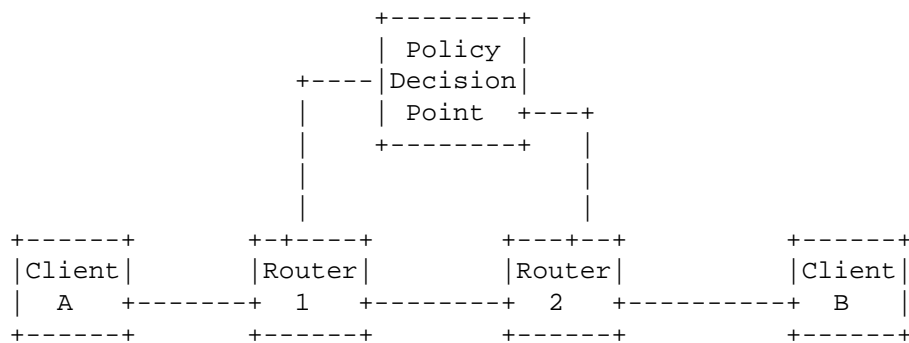 Policy
Decision
Point
Client Router Router Client
A 1 2 B